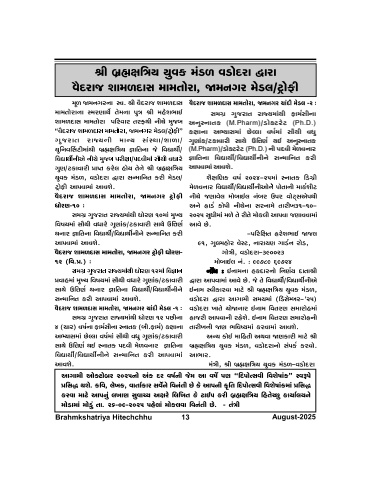 શ્રી બ્રહ્મક્ષત્રિય યુવક મંડળ વડોદરા દ્વારા
વેદરાજ શામળદાસ મામતોરા, જામનગર મેડલ/ટ્રોફી
મૂળ જામનગરના સ્વ. શ્રી વેદરાજ શામળદાસ
મામતોરાના સ્મરણાર્થે તેમના પુત્ર શ્રી મહેશભાઈ
શામળદાસ મામતોરા પરિવાર તરફથી નીચે મુજબ
"વેદરાજ શામળદાસ મામતોરા, જામનગર મેડલ/ટ્રોફી"
ગુજરાત રાજ્યની માન્ય સંસ્થા/શાળા/
યુનિવર્સિટીમાંથી બ્રહ્મક્ષત્રિય જ્ઞાતિના જે વિદ્યાર્થી/
વિદ્યાર્થીનીએ નીચે મુજબ પરીક્ષા/પદવીમાં સૌથી વધારે
ગુણ/ટકાવારી પ્રાપ્ત કરેલ હોય તેને શ્રી બ્રહ્મક્ષત્રિય
યુવક મંડળ, વડોદરા દ્વારા સન્માનિત કરી મેડલ/
ટ્રોફી આપવામાં આવશે.
વેદરાજ શામળદાસ મામતોરા, જામનગર ટ્રોફી
ધોરણ-૧૦ :
સમગ્ર ગુજરાત રાજ્યમાંથી ધોરણ ૧૦માં મુખ્ય
વિષયમાં સૌથી વધારે ગુણાંક/ટકાવારી સાથે ઉત્તિર્ણ
થનાર જ્ઞાતિના વિદ્યાર્થી/વિદ્યાર્થીનીને સન્માનિત કરી
આપવામાં આવશે.
વેદરાજ શામળદાસ મામતોરા, જામનગર ટ્રોફી ધોરણ-
૧૨ (વિ.પ્ર.) :
સમગ્ર ગુજરાત રાજ્યમાંથી ધોરણ ૧૨માં વિજ્ઞાન
પ્રવાહમાં મુખ્ય વિષયમાં સૌથી વધુ ગુણાંક/ટકાવારી
સાથે ઉત્તિર્ણ થનાર જ્ઞાતિના વિદ્યાર્થી/વિદ્યાર્થીનીને
સન્માનિત કરી આપવામાં આવશે.
વેદરાજ શામળદાસ મામતોરા, જામનગર ચાંદી મેડલ -૧ :
સમગ્ર ગુજરાત રાજ્યમાંથી ધોરણ ૧૨ પછીના
૪ (ચાર) વર્ષના ફાર્મસીના સ્નાતક (બી.ફાર્મ) કક્ષાના
અભ્યાસમાં છેલ્લા વર્ષમાં સૌથી વધુ ગુણાંક/ટકાવારી
સાથે ઉત્તિર્ણ થઈ સ્નાતક પદવી મેળવનાર જ્ઞાતિના
વિદ્યાર્થી/વિદ્યાર્થીનીને સન્માનિત કરી આપવામાં
આવશે.
વેદરાજ શામળદાસ મામતોરા, જામનગર ચાંદી મેડલ -૨ :
સમગ્ર ગુજરાત રાજ્યમાંથી ફાર્મસીના
અનુસ્નાતક (M.Pharm)/ડોક્ટરેટ (Ph.D.)
કક્ષાના અભ્યાસમાં છેલ્લા વર્ષમાં સૌથી વધુ
ગુણાંક/ટકાવારી સાથે ઉત્તિર્ણ થઈ અનુસ્નાતક
(M.Pharm)/ડોક્ટરેટ (Ph.D.) ની પદવી મેળવનાર
જ્ઞાતિના વિદ્યાર્થી/વિદ્યાર્થીનીને સન્માનિત કરી
આપવામાં આવશે.
શૈક્ષણિક વર્ષ ૨૦૨૪-૨૫માં સ્નાતક ડિગ્રી
મેળવનાર વિદ્યાર્થી/વિદ્યાર્થીનીઓને પોતાની માર્કશીટ
નીચે જણાવેલ મોબાઈલ નંબર ઉપર વોટ્સએપથી
અને હાર્ડ કોપી નીચેના સરનામે તારીખ૩૧-૧૦-
૨૦૨૫ સુધીમાં મળે તે રીતે મોકલી આપવા જણાવવામાં
આવે છે.
-પરિક્ષિત હરેશભાઈ જાજલ
૯૧, ગુલમહોર વેસ્ટ, નારાયણ ગાર્ડન રોડ,
ગોત્રી, વડોદરા-૩૯૦૦૨૩
ઈનામના હકદારનો નિર્ણય દાતાશ્રી
દ્વારા આપવામાં આવે છે. જે તે વિદ્યાર્થી/વિદ્યાર્થીનીએ
ઈનામ સ્વીકારવા માટે શ્રી બ્રહ્મક્ષત્રિય યુવક મંડળ,
વડોદરા દ્વારા આગામી સમયમાં (ડિસેમ્બર-'૨૫)
વડોદરા ખાતે યોજનાર ઈનામ વિતરણ સમારોહમાં
હાજરી આપવાની રહેશે. ઈનામ વિતરણ સમારોહની
તારીખની જાણ ભવિષ્યમાં કરવામાં આવશે.
અન્ય કોઈ માહિતી અથવા જાણકારી માટે શ્રી
બ્રહ્મક્ષત્રિય યુવક મંડળ, વડોદરાનો સંપર્ક કરવો.
આભાર.
મંત્રી, શ્રી બ્રહ્મક્ષત્રિય યુવક મંડળ-વડોદરા
આગામી ઓક્ટોબર ૨૦૨૫નો અંક દર વર્ષની જેમ આ વર્ષે પણ "દિપોત્સવી વિશેષાંક" સ્વરૂપે
પ્રસિદ્ધ થશે. કવિ, લેખક, વાર્તાકાર સર્વેને વિનંતી છે કે આપની કૃતિ દિપોત્સવી વિશેષાંકમાં પ્રસિદ્ધ
કરવા માટે આપનું લખાણ સુવાચ્ય અક્ષરે લિખિત કે ટાઈપ કરી બ્રહ્મક્ષત્રિય હિતેચ્છુ કાર્યાલયને
મોડામાં મોડું તા. ૨૭-૦૯-૨૦૨૫ પહેલાં મોકલવા વિનંતી છે. - તંત્રી
Brahmkshatriya Hitechchhu 13 August-2025